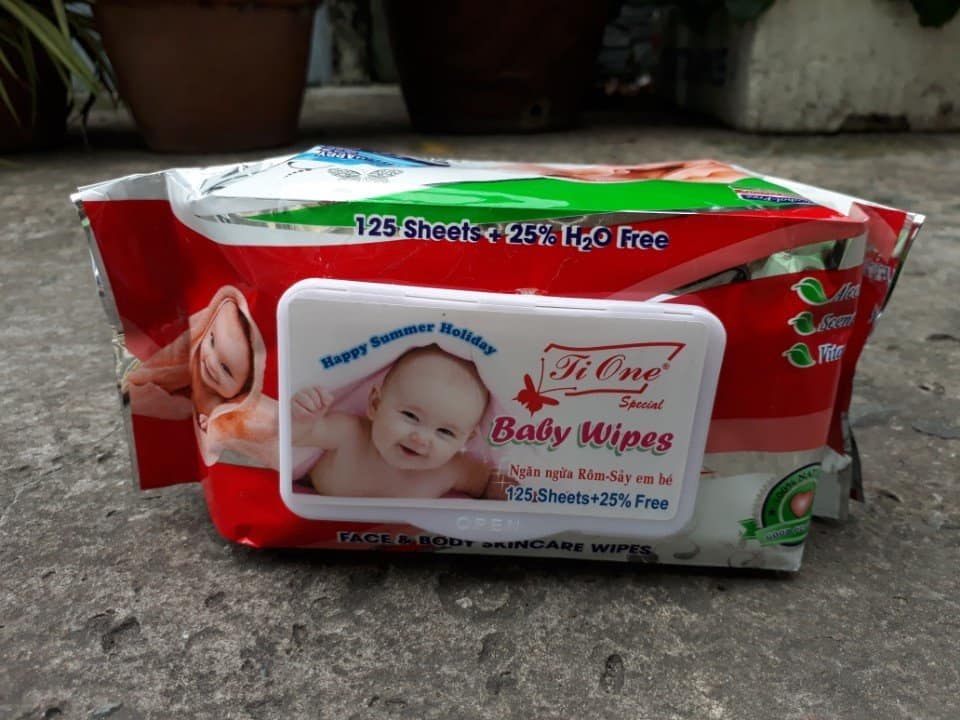 125 Sheets + 25% H₂O Free
Happy Summer Holiday
Ti One®
Special
Baby Wipes
Ngăn ngừa Rôm-Sảy em bé
125 Sheets+25% Free
OPEN
FACE & BODY SKINCARE WIPES